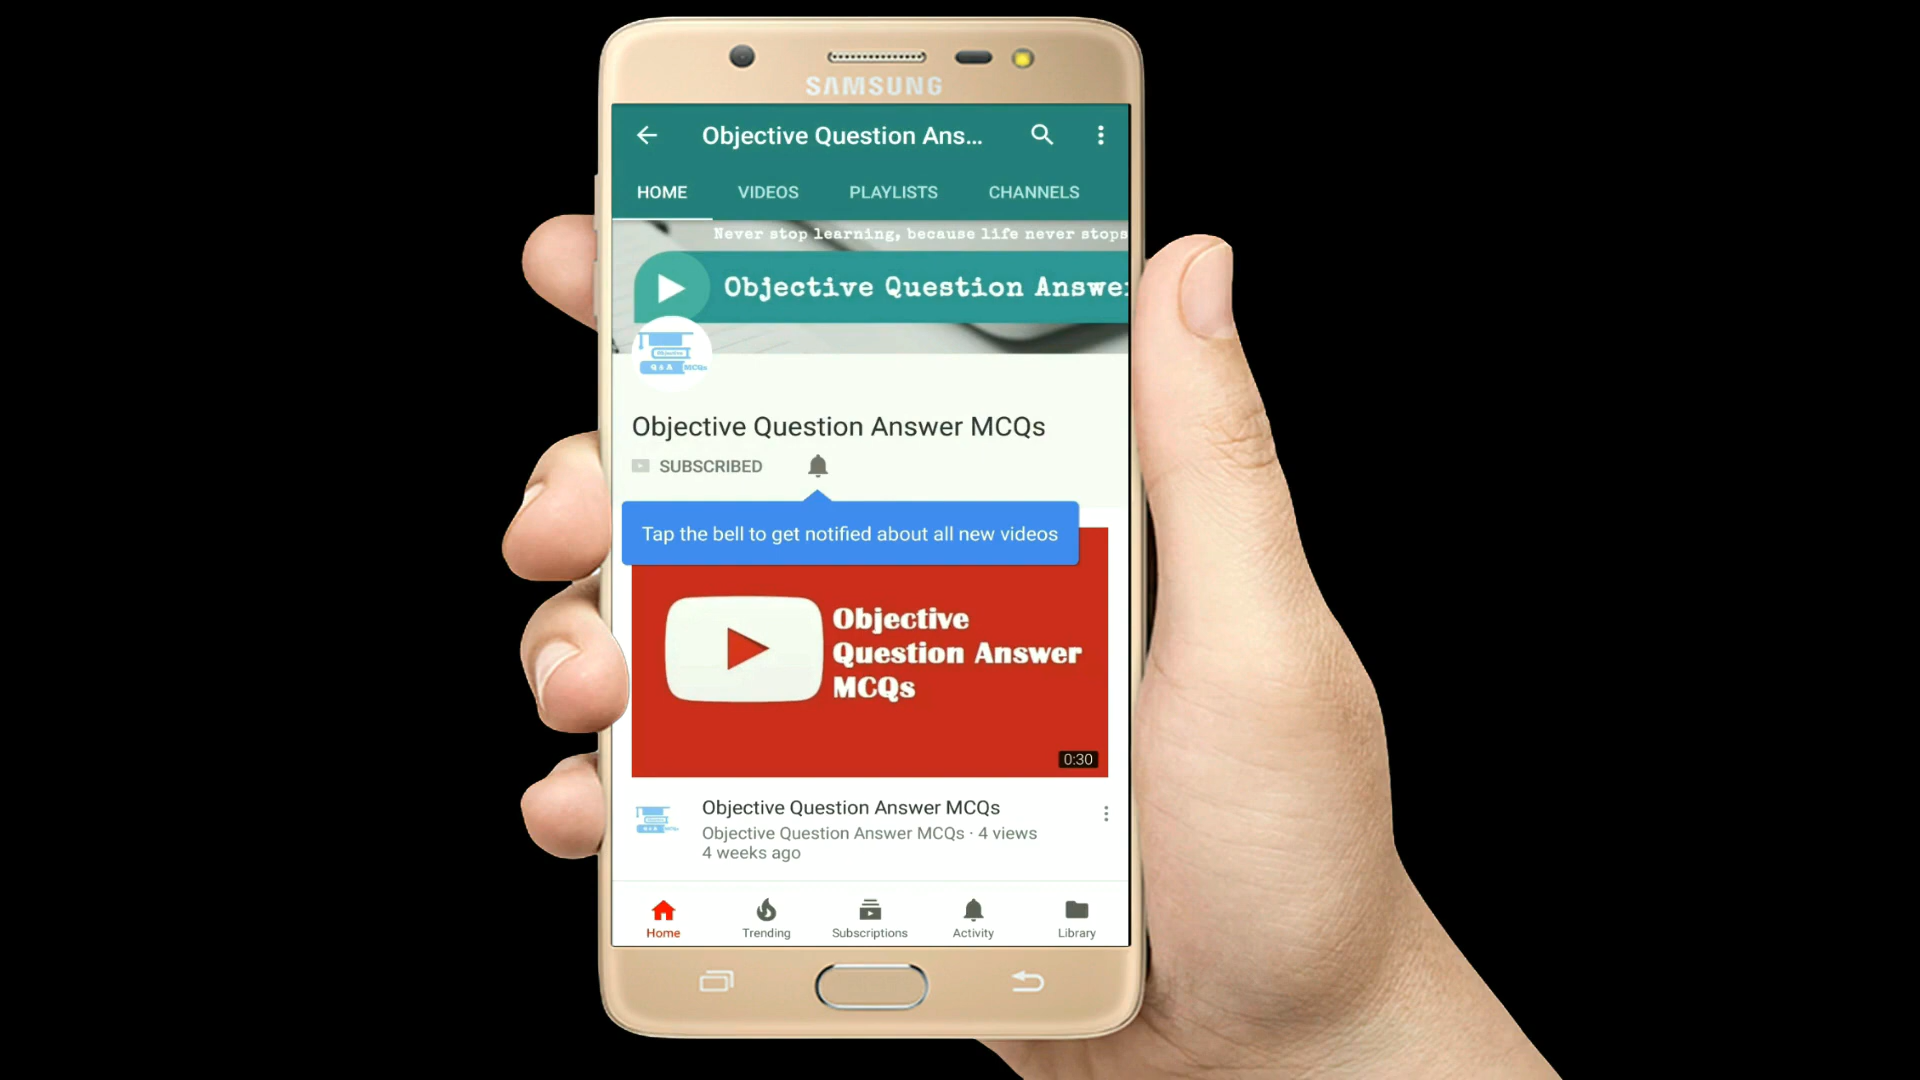 SAMSUNG
Objective Question Ans...
HOME VIDEOS PLAYLISTS CHANNELS
Never stop learning, because life never stops
Objective Question Answe
Objective
Q & A MCQs
Objective Question Answer MCQs
SUBSCRIBED
Tap the bell to get notified about all new videos
Objective
Question Answer
MCQs
0:30
Objective Question Answer MCQs
Objective Question Answer MCQs · 4 views
4 weeks ago
Home Trending Subscriptions Activity Library